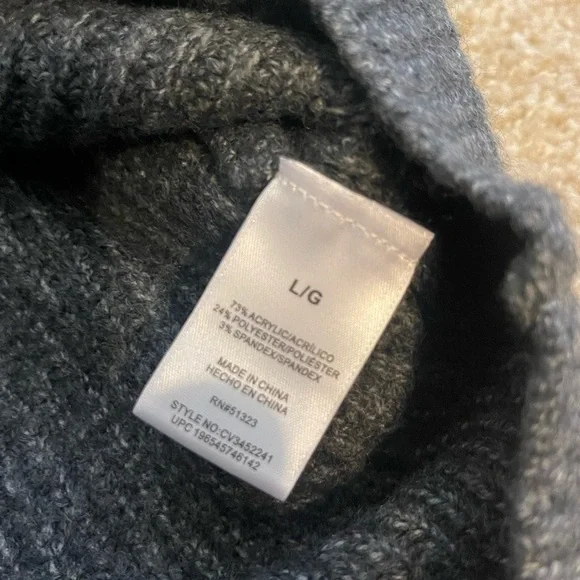 L/G
73% ACRYLIC/ACRÍLICO
24% POLYESTER/POLIÉSTER
3% SPANDEX/SPANDEX
MADE IN CHINA
HECHO EN CHINA
RN#51323
STYLE NO:CV3452241
UPC 196545746142